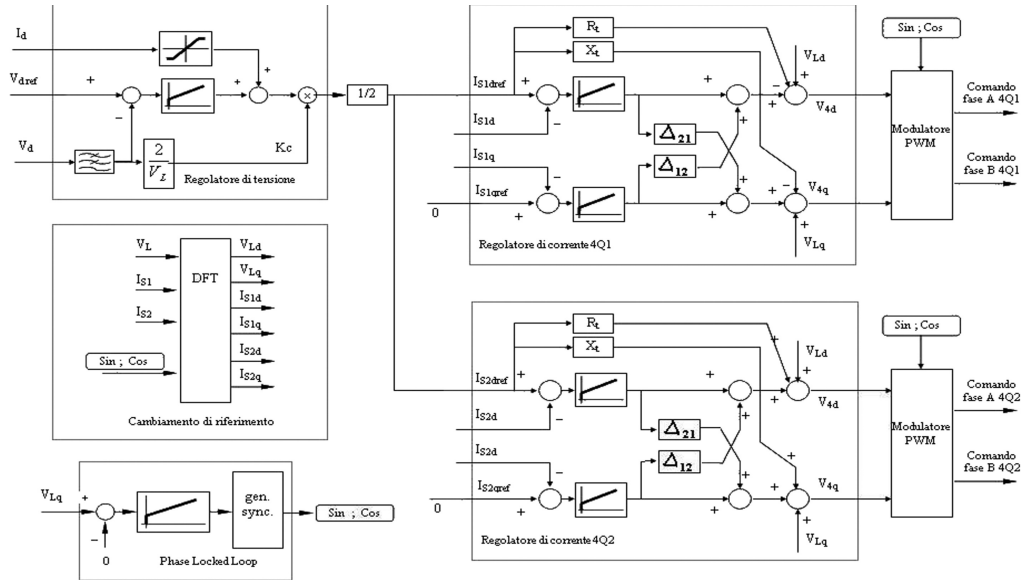 I_d
V_dref
V_d
2
V_L
Kc
Regolatore di tensione
1/2
I_S1dref
I_S1d
I_S1q
I_S1qref
0
R_t
X_t
Δ21
Δ12
V_Ld
V_4d
V_4q
V_Lq
Regolatore di corrente 4Q1
Sin ; Cos
Modulatore
PWM
Comando
fase A 4Q1
Comando
fase B 4Q1
V_L
I_S1
I_S2
Sin ; Cos
DFT
V_Ld
V_Lq
I_S1d
I_S1q
I_S2d
I_S2q
Cambiamento di riferimento
I_S2dref
I_S2d
I_S2d
I_S2qref
0
R_t
X_t
Δ21
Δ12
V_Ld
V_4d
V_4q
V_Lq
Regolatore di corrente 4Q2
Sin ; Cos
Modulatore
PWM
Comando
fase A 4Q2
Comando
fase B 4Q2
V_Lq
0
gen.
sync.
Sin ; Cos
Phase Locked Loop